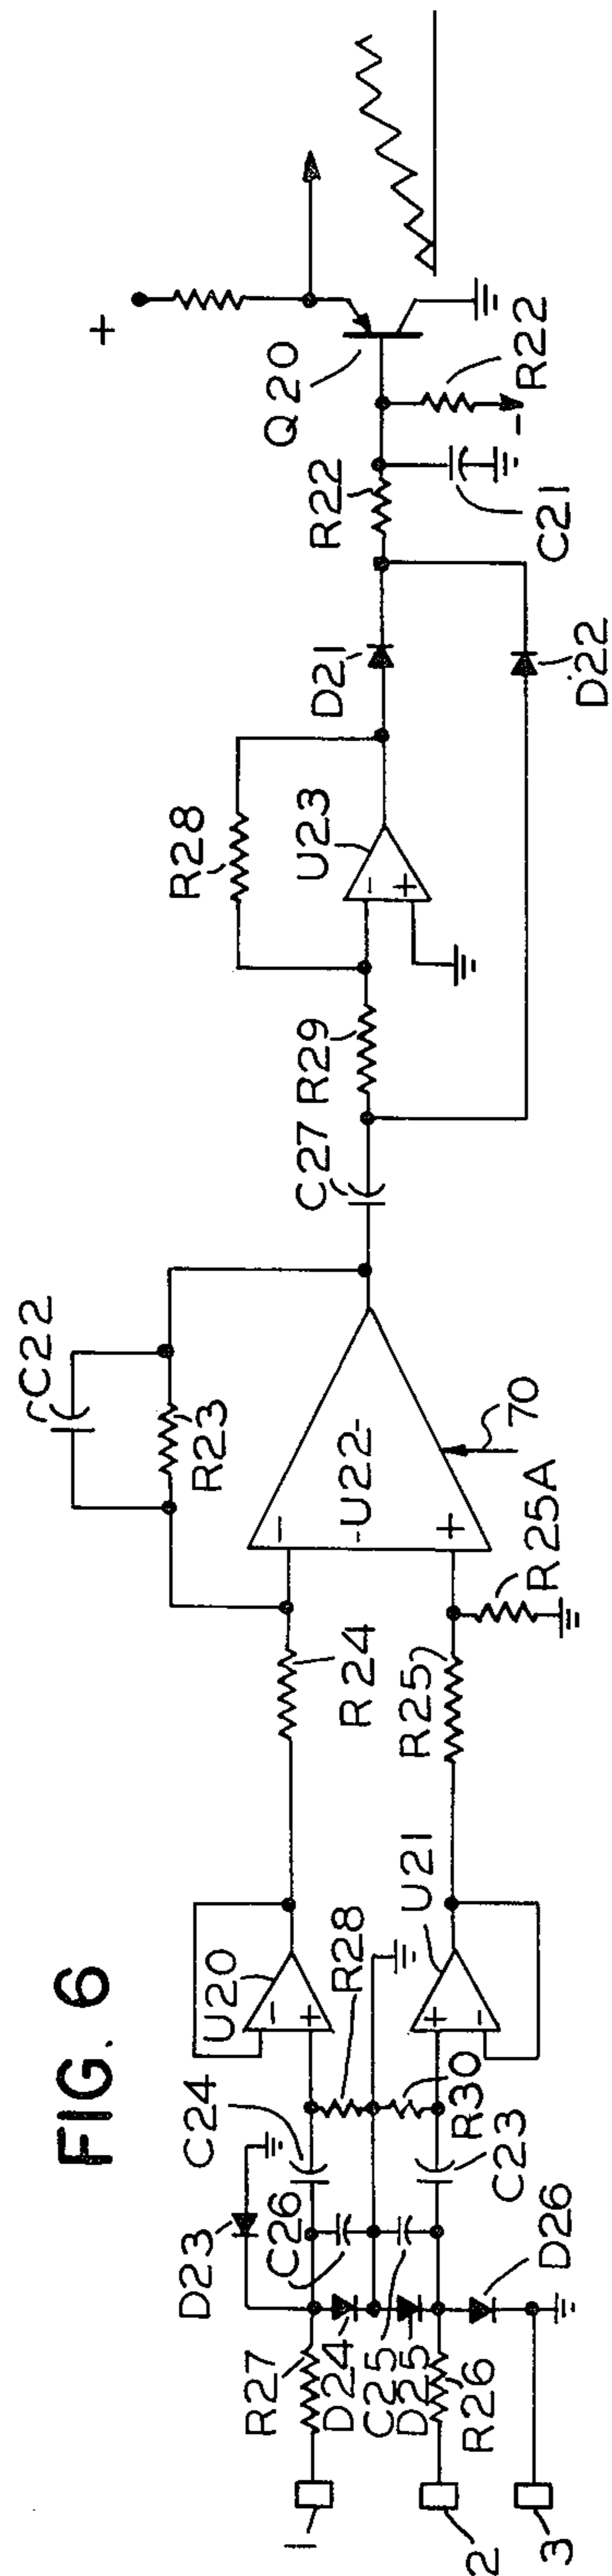 FIG. 6
1
2
3
R27
D23
D24
C26
C24
C25
D25
R26
D26
C23
R28
R30
U20
-
+
U21
+
-
R24
R25
R25A
C22
R23
-
-U22-
+
70
C27
R29
R28
U23
-
+
D21
D22
R22
C21
R22
-
Q20
+